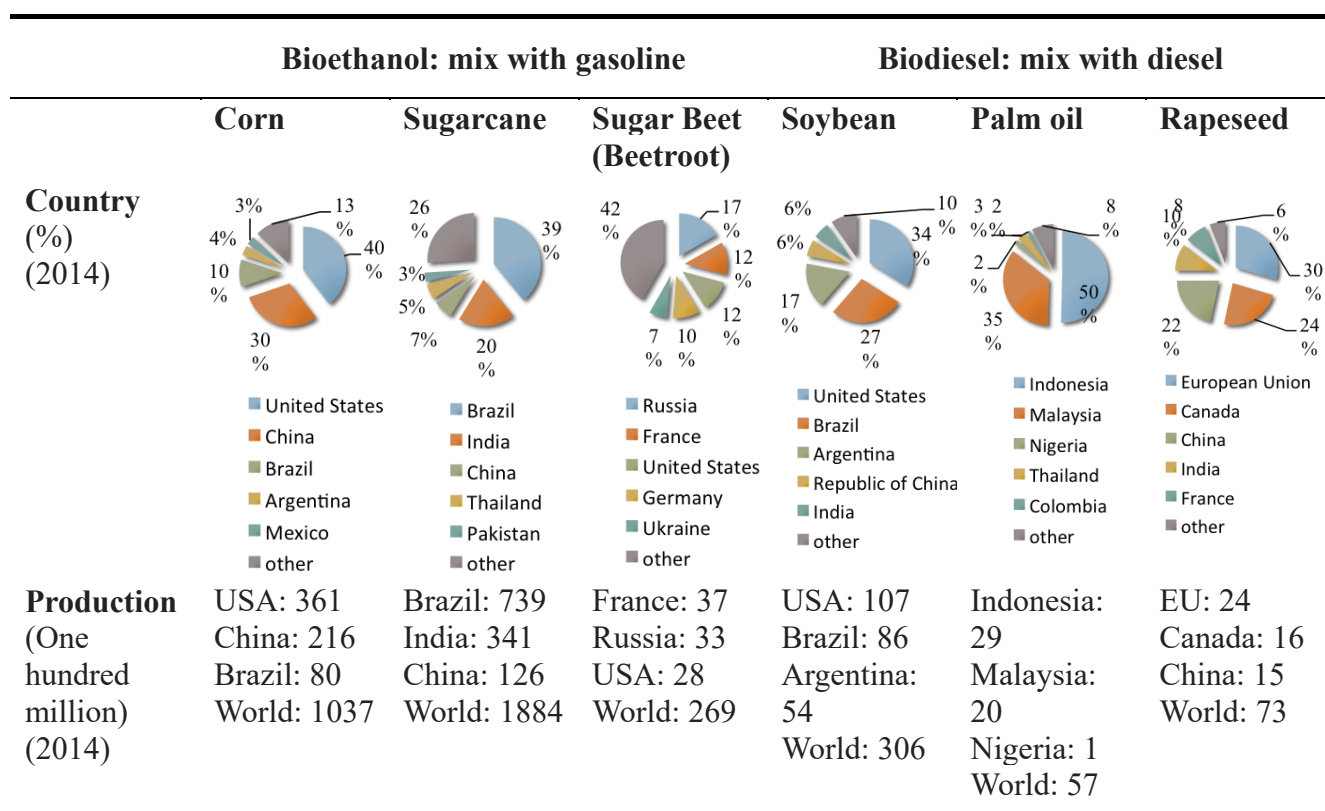 Bioethanol: mix with gasoline
Biodiesel: mix with diesel
Corn
Sugarcane
Sugar Beet
(Beetroot)
Soybean
Palm oil
Rapeseed
Country
(%)
(2014)
3%
13
%
4%
40
%
10
%
30
%
United States
China
Brazil
Argentina
Mexico
other
26
%
39
%
3%
5%
7%
20
%
Brazil
India
China
Thailand
Pakistan
other
42
%
17
%
12
%
12
%
10
%
7
%
Russia
France
United States
Germany
Ukraine
other
6%
10
%
6%
34
%
17
%
27
%
United States
Brazil
Argentina
Republic of China
India
other
3
%
2
%
8
%
2
%
50
%
35
%
Indonesia
Malaysia
Nigeria
Thailand
Colombia
other
8
%
10
%
6
%
30
%
22
%
24
%
European Union
Canada
China
India
France
other
Production
(One
hundred
million)
(2014)
USA: 361
China: 216
Brazil: 80
World: 1037
Brazil: 739
India: 341
China: 126
World: 1884
France: 37
Russia: 33
USA: 28
World: 269
USA: 107
Brazil: 86
Argentina:
54
World: 306
Indonesia:
29
Malaysia:
20
Nigeria: 1
World: 57
EU: 24
Canada: 16
China: 15
World: 73